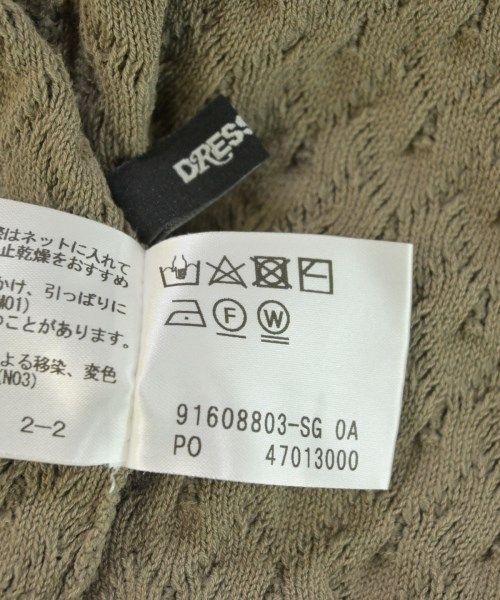 DRESS
はネットに入れて
止乾燥をおすすめ
かけ、引っぱりに
M01)
ことがあります。
よる移染、変色
(N03)
2-2
F W
91608803-SG 0A
PO 47013000